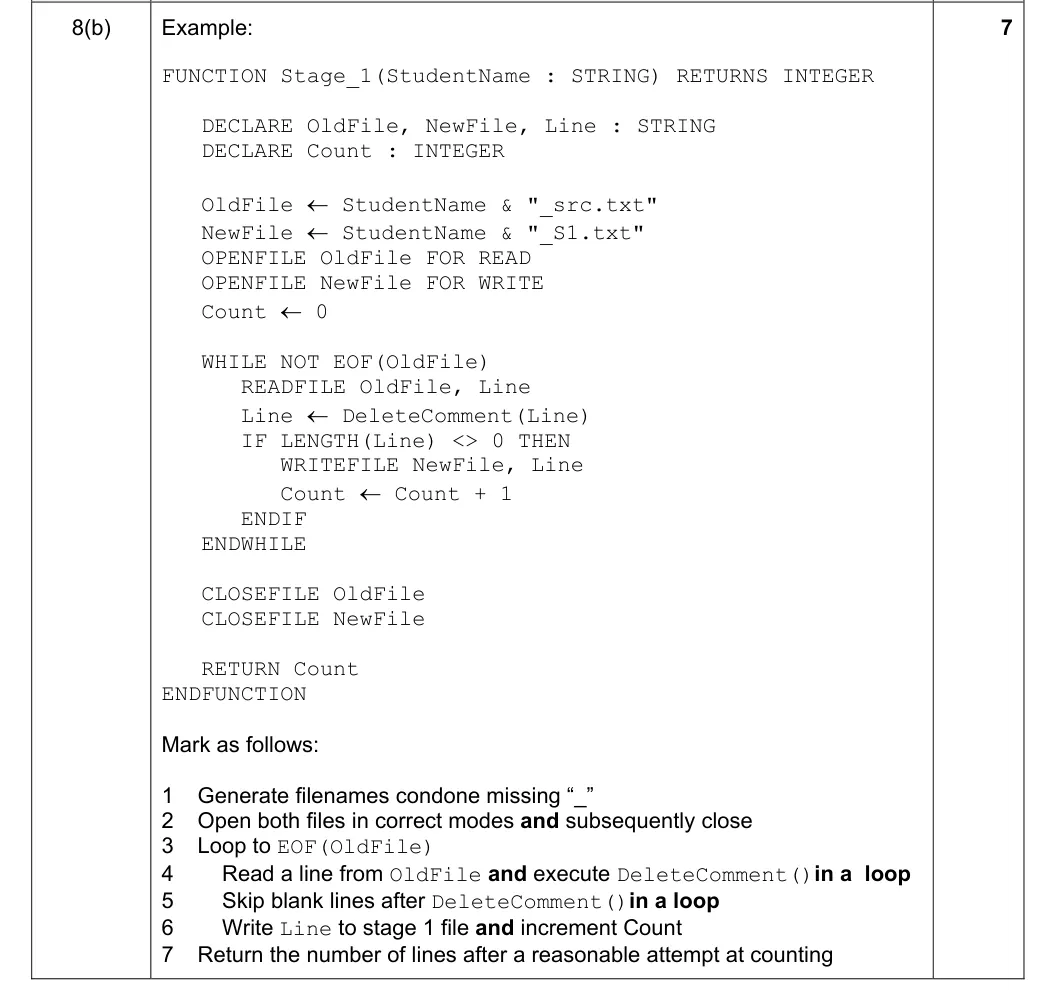 8(b) Example: 7
FUNCTION Stage_1(StudentName : STRING) RETURNS INTEGER
DECLARE OldFile, NewFile, Line : STRING
DECLARE Count : INTEGER
OldFile ← StudentName & "_src.txt"
NewFile ← StudentName & "_S1.txt"
OPENFILE OldFile FOR READ
OPENFILE NewFile FOR WRITE
Count ← 0
WHILE NOT EOF(OldFile)
READFILE OldFile, Line
Line ← DeleteComment(Line)
IF LENGTH(Line) <> 0 THEN
WRITEFILE NewFile, Line
Count ← Count + 1
ENDIF
ENDWHILE
CLOSEFILE OldFile
CLOSEFILE NewFile
RETURN Count
ENDFUNCTION
Mark as follows:
1 Generate filenames condone missing “_”
2 Open both files in correct modes and subsequently close
3 Loop to EOF(OldFile)
4 Read a line from OldFile and execute DeleteComment() in a loop
5 Skip blank lines after DeleteComment() in a loop
6 Write Line to stage 1 file and increment Count
7 Return the number of lines after a reasonable attempt at counting